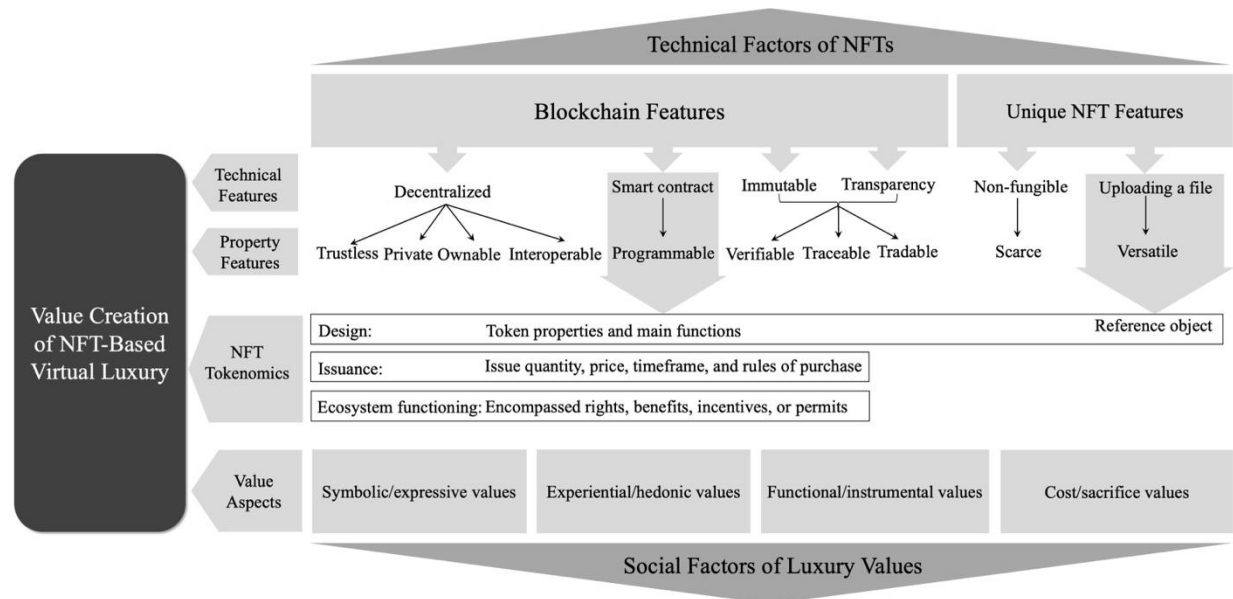 Technical Factors of NFTs
Blockchain Features
Unique NFT Features
Technical
Features
Decentralized
Smart contract
Immutable
Transparency
Non-fungible
Uploading a file
Property
Features
Trustless
Private
Ownable
Interoperable
Programmable
Verifiable
Traceable
Tradable
Scarce
Versatile
Value Creation
of NFT-Based
Virtual Luxury
NFT
Tokenomics
Design: Token properties and main functions
Reference object
Issuance: Issue quantity, price, timeframe, and rules of purchase
Ecosystem functioning: Encompassed rights, benefits, incentives, or permits
Value
Aspects
Symbolic/expressive values
Experiential/hedonic values
Functional/instrumental values
Cost/sacrifice values
Social Factors of Luxury Values